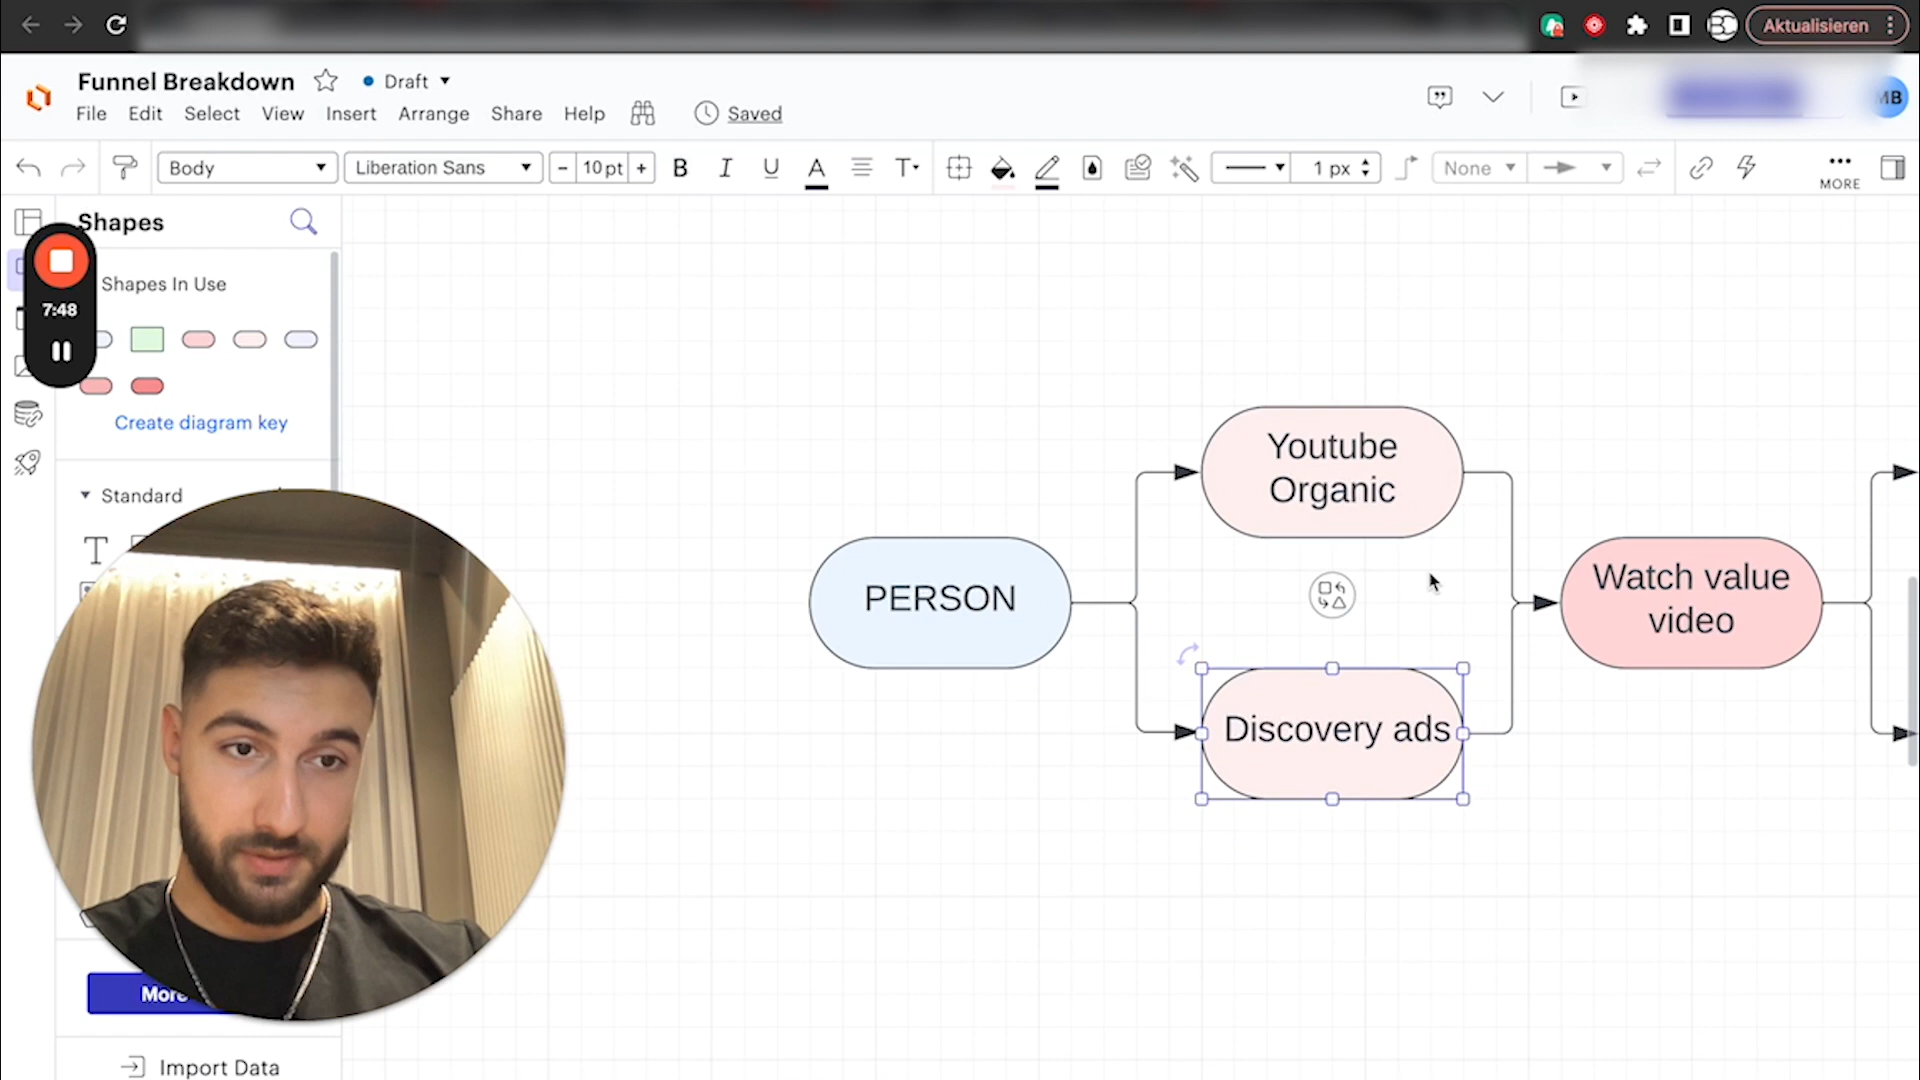 Aktualisieren
Funnel Breakdown
Draft
File Edit Select View Insert Arrange Share Help Saved
MB
Body Liberation Sans - 10 pt + B I U A T 1 px None MORE
Shapes
7:48
Shapes In Use
Create diagram key
Standard
T
More
Import Data
Youtube
Organic
PERSON
Watch value
video
Discovery ads